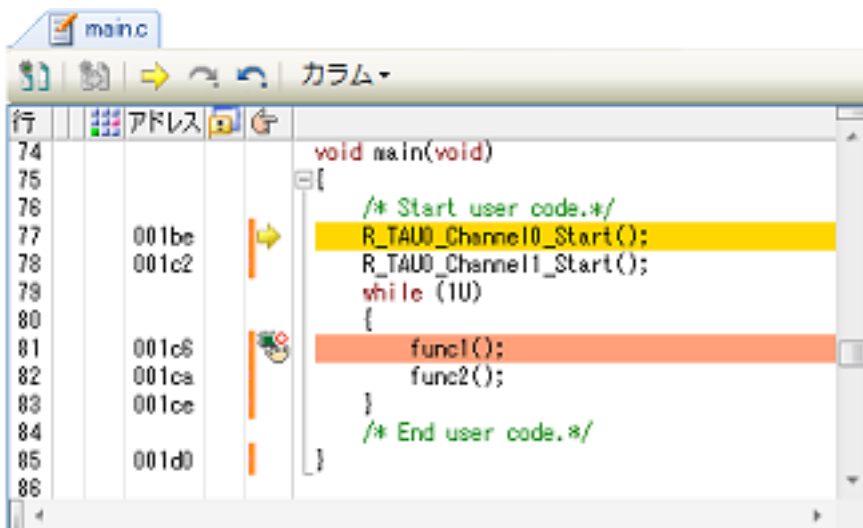 main.c
カラム
行 アドレス
74 void main(void)
75 {
76 /* Start user code.*/
77 001be R_TAU0_Channel0_Start();
78 001c2 R_TAU0_Channel1_Start();
79 while (1U)
80 {
81 001c6 func1();
82 001ca func2();
83 001ce }
84 /* End user code.*/
85 001d0 }
86